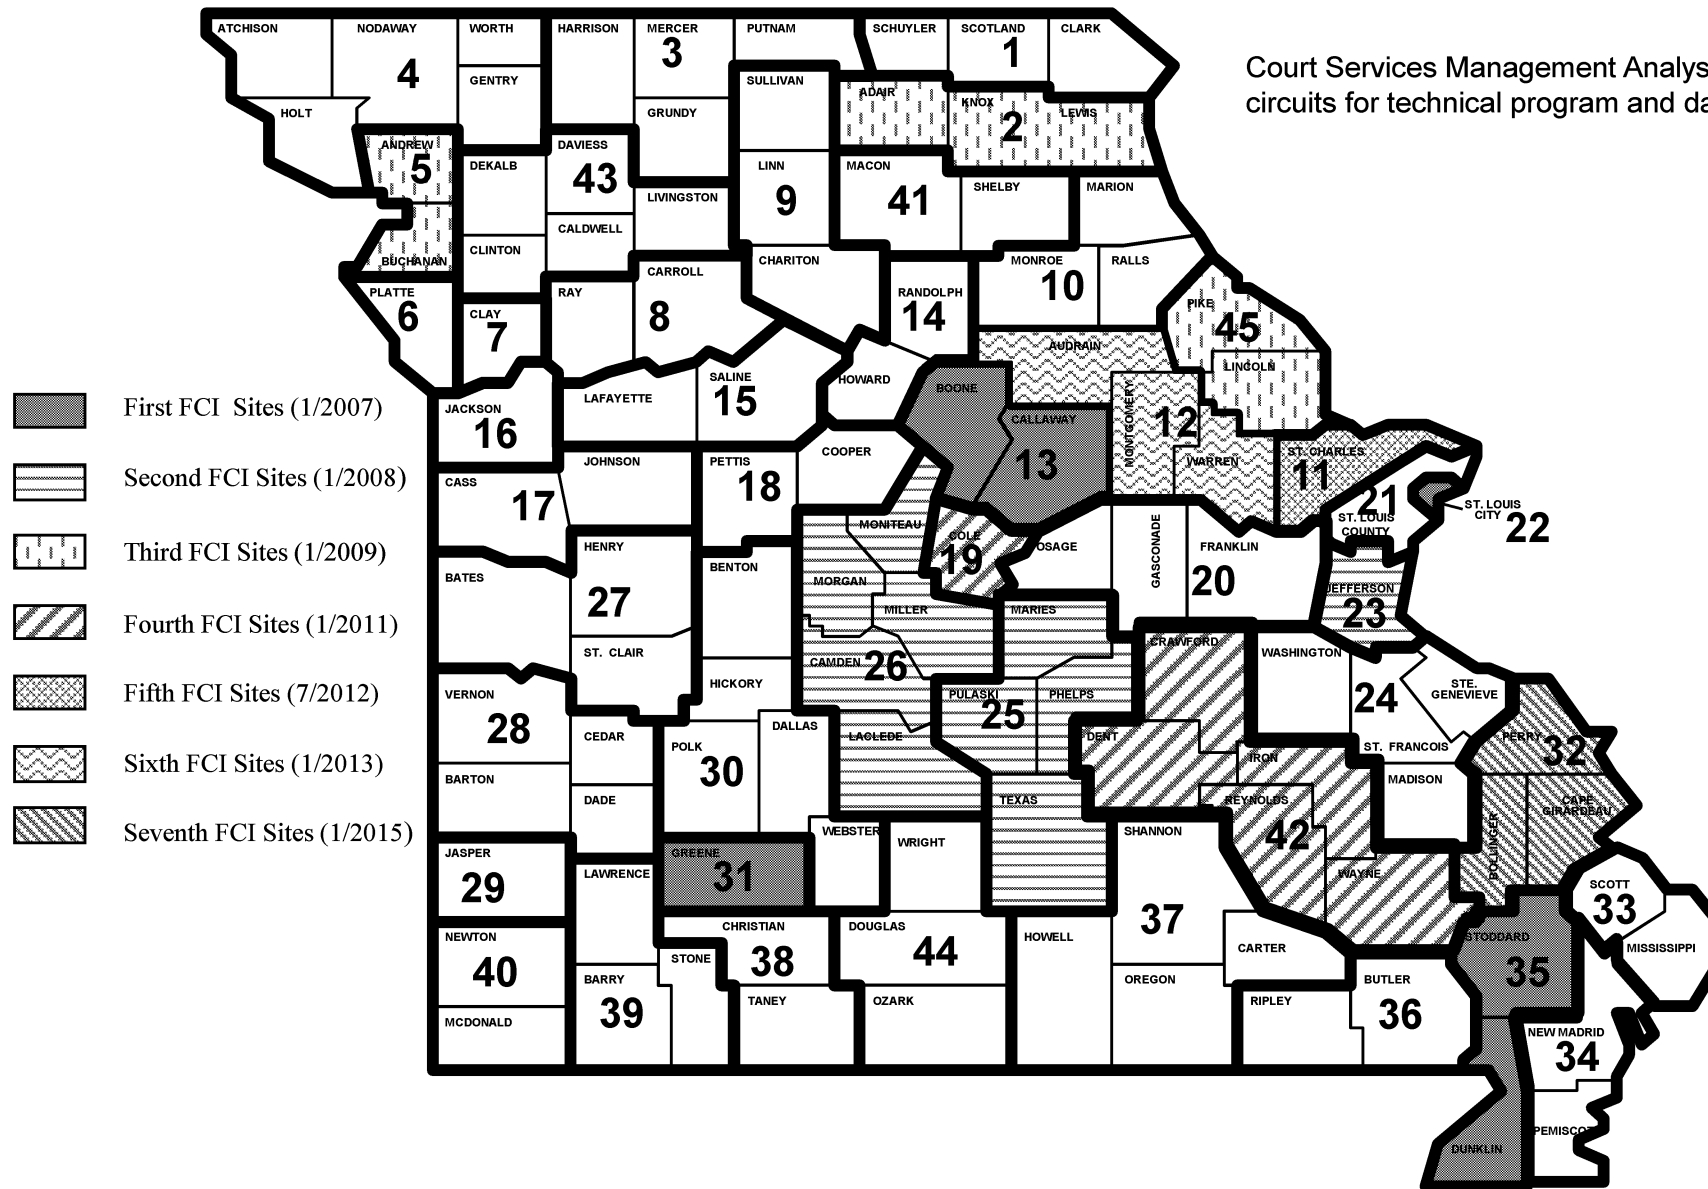 ATCHISON
NODAWAY
WORTH
HARRISON
MERCER
PUTNAM
SCHUYLER
SCOTLAND
CLARK
3
1
4
GENTRY
SULLIVAN
ADAIR
KNOX
LEWIS
2
Court Services Management Analys
circuits for technical program and da
HOLT
GRUNDY
ANDREW
5
DEKALB
DAVIESS
43
LINN
9
MACON
41
SHELBY
MARION
LIVINGSTON
CALDWELL
CLINTON
BUCHANAN
CARROLL
CHARITON
MONROE
RALLS
10
PLATTE
6
CLAY
7
RAY
8
RANDOLPH
14
PIKE
45
AUDRAIN
LINCOLN
HOWARD
BOONE
SALINE
15
LAFAYETTE
JACKSON
16
CALLAWAY
13
MONTGOMERY
12
WARREN
ST. CHARLES
11
21
ST. LOUIS
COUNTY
ST. LOUIS
CITY
22
First FCI Sites (1/2007)
Second FCI Sites (1/2008)
Third FCI Sites (1/2009)
Fourth FCI Sites (1/2011)
Fifth FCI Sites (7/2012)
Sixth FCI Sites (1/2013)
Seventh FCI Sites (1/2015)
JOHNSON
PETTIS
18
COOPER
CASS
17
MONITEAU
COLE
19
OSAGE
GASCONADE
FRANKLIN
20
HENRY
27
BENTON
BATES
MORGAN
MILLER
MARIES
JEFFERSON
23
ST. CLAIR
CAMDEN
26
CRAWFORD
WASHINGTON
24
STE.
GENEVIEVE
HICKORY
PULASKI
25
PHELPS
VERNON
28
CEDAR
POLK
30
DALLAS
LACLEDE
DENT
IRON
ST. FRANCOIS
PERRY
32
BARTON
DADE
TEXAS
REYNOLDS
42
MADISON
CAPE
GIRARDEAU
BOLLINGER
WEBSTER
WRIGHT
SHANNON
JASPER
29
LAWRENCE
GREENE
31
WAYNE
SCOTT
33
37
NEWTON
40
CHRISTIAN
38
DOUGLAS
44
HOWELL
CARTER
STODDARD
35
MISSISSIPPI
STONE
BARRY
39
TANEY
OZARK
OREGON
RIPLEY
BUTLER
36
MCDONALD
NEW MADRID
34
PEMISCOT
DUNKLIN